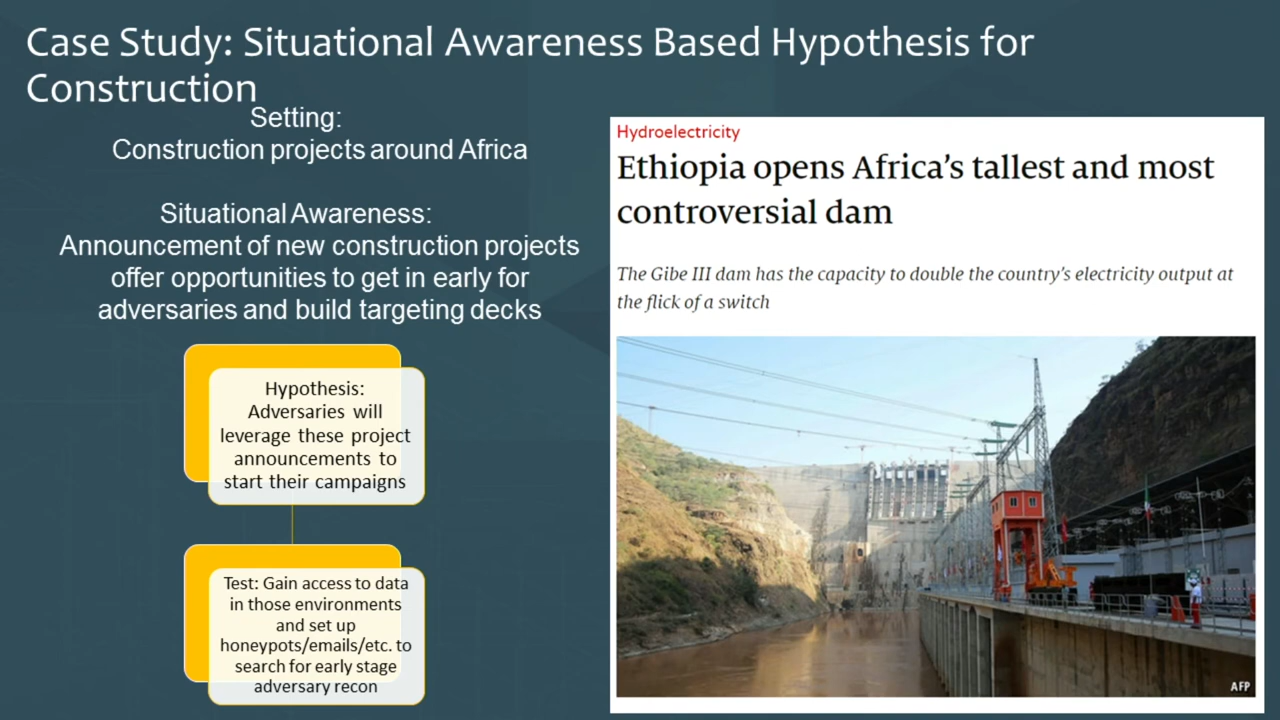 Case Study: Situational Awareness Based Hypothesis for
Construction
Setting:
Construction projects around Africa
Situational Awareness:
Announcement of new construction projects
offer opportunities to get in early for
adversaries and build targeting decks
Hypothesis:
Adversaries will
leverage these project
announcements to
start their campaigns
Test: Gain access to data
in those environments
and set up
honeypots/emails/etc. to
search for early stage
adversary recon
Hydroelectricity
Ethiopia opens Africa’s tallest and most
controversial dam
The Gibe III dam has the capacity to double the country’s electricity output at
the flick of a switch
AFP